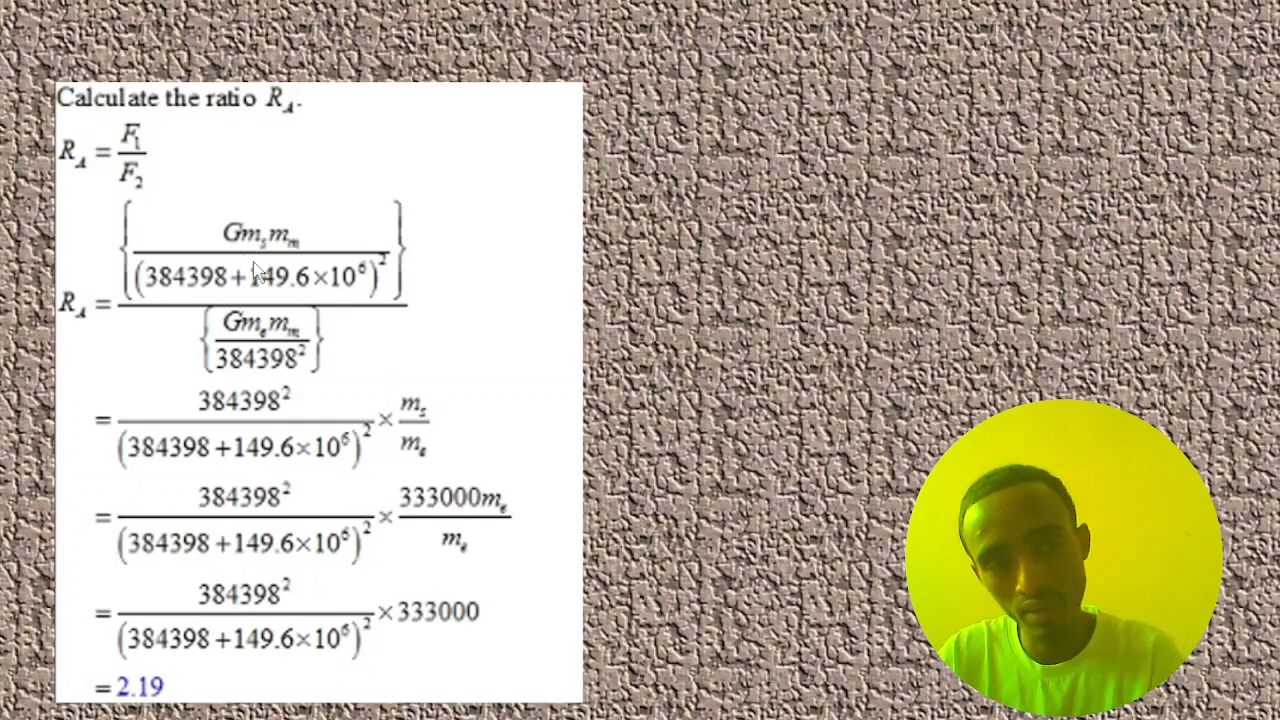 Calculate the ratio R_A.
R_A = F_1 / F_2
R_A = {Gm_s m_m / (384398+149.6×10^6)^2} / {Gm_e m_m / 384398^2}
= 384398^2 / (384398+149.6×10^6)^2 × m_s / m_e
= 384398^2 / (384398+149.6×10^6)^2 × 333000m_e / m_e
= 384398^2 / (384398+149.6×10^6)^2 ×333000
= 2.19